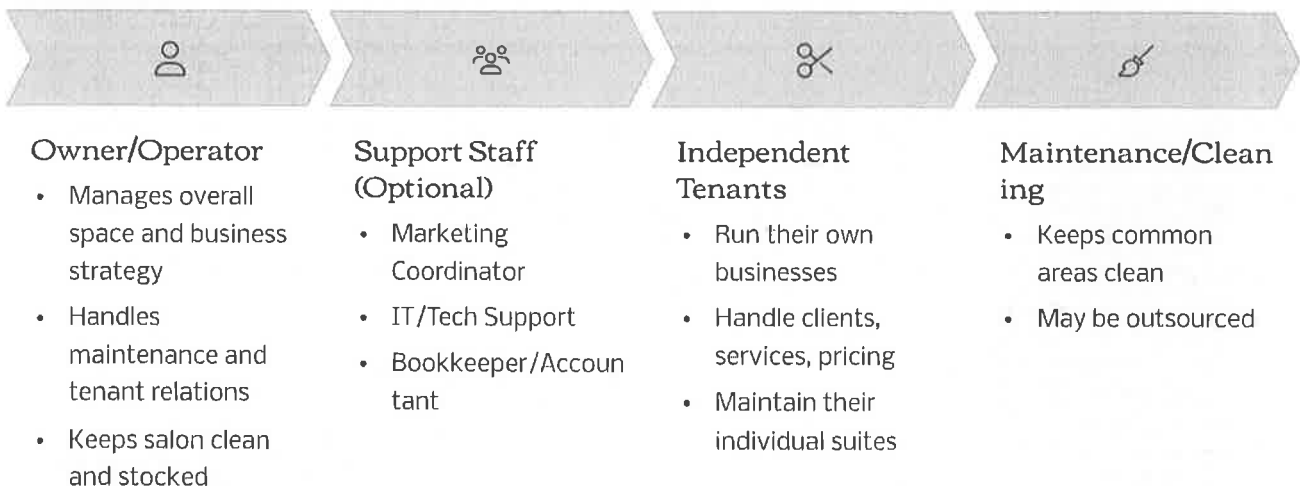 Owner/Operator
• Manages overall
space and business
strategy
• Handles
maintenance and
tenant relations
• Keeps salon clean
and stocked
Support Staff
(Optional)
• Marketing
Coordinator
• IT/Tech Support
• Bookkeeper/Accoun
tant
Independent
Tenants
• Run their own
businesses
• Handle clients,
services, pricing
• Maintain their
individual suites
Maintenance/Clean
ing
• Keeps common
areas clean
• May be outsourced